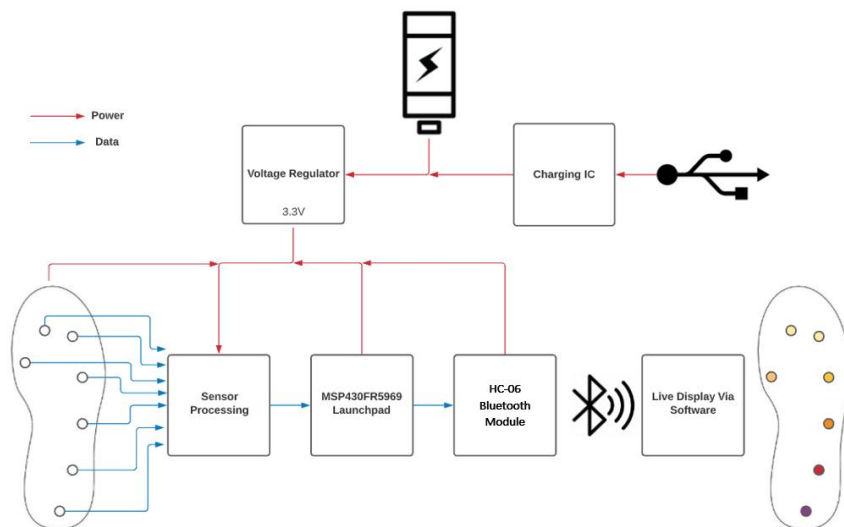 Power
Data
Voltage Regulator
3.3V
Charging IC
Sensor
Processing
MSP430FR5969
Launchpad
HC-06
Bluetooth
Module
Live Display Via
Software